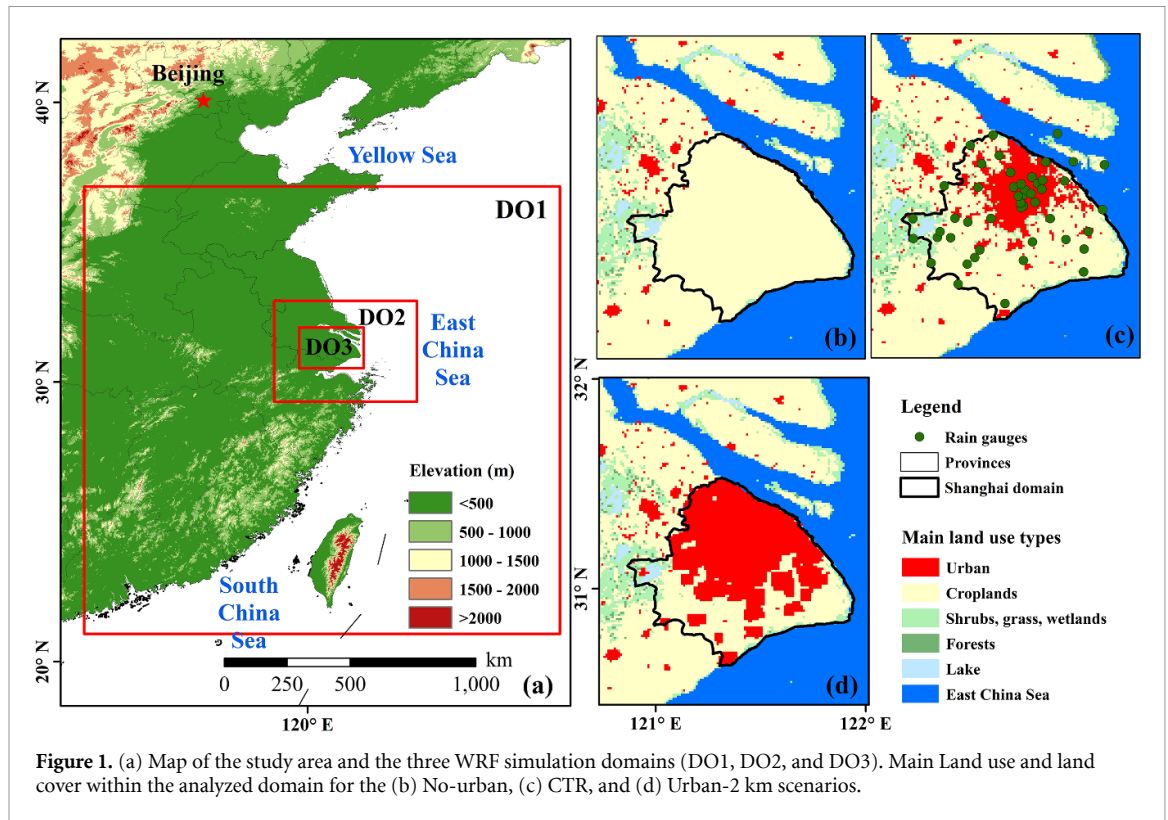 Beijing
40° N
Yellow Sea
DO1
DO2
East
China
Sea
DO3
30° N
Elevation (m)
<500
500 - 1000
1000 - 1500
1500 - 2000
>2000
South
China
Sea
20° N
km
0 250 500 1,000
(a)
120° E
(b)
(c)
32° N
31° N
(d)
121° E
122° E
Legend
Rain gauges
Provinces
Shanghai domain
Main land use types
Urban
Croplands
Shrubs, grass, wetlands
Forests
Lake
East China Sea
Figure 1. (a) Map of the study area and the three WRF simulation domains (DO1, DO2, and DO3). Main Land use and land
cover within the analyzed domain for the (b) No-urban, (c) CTR, and (d) Urban-2 km scenarios.